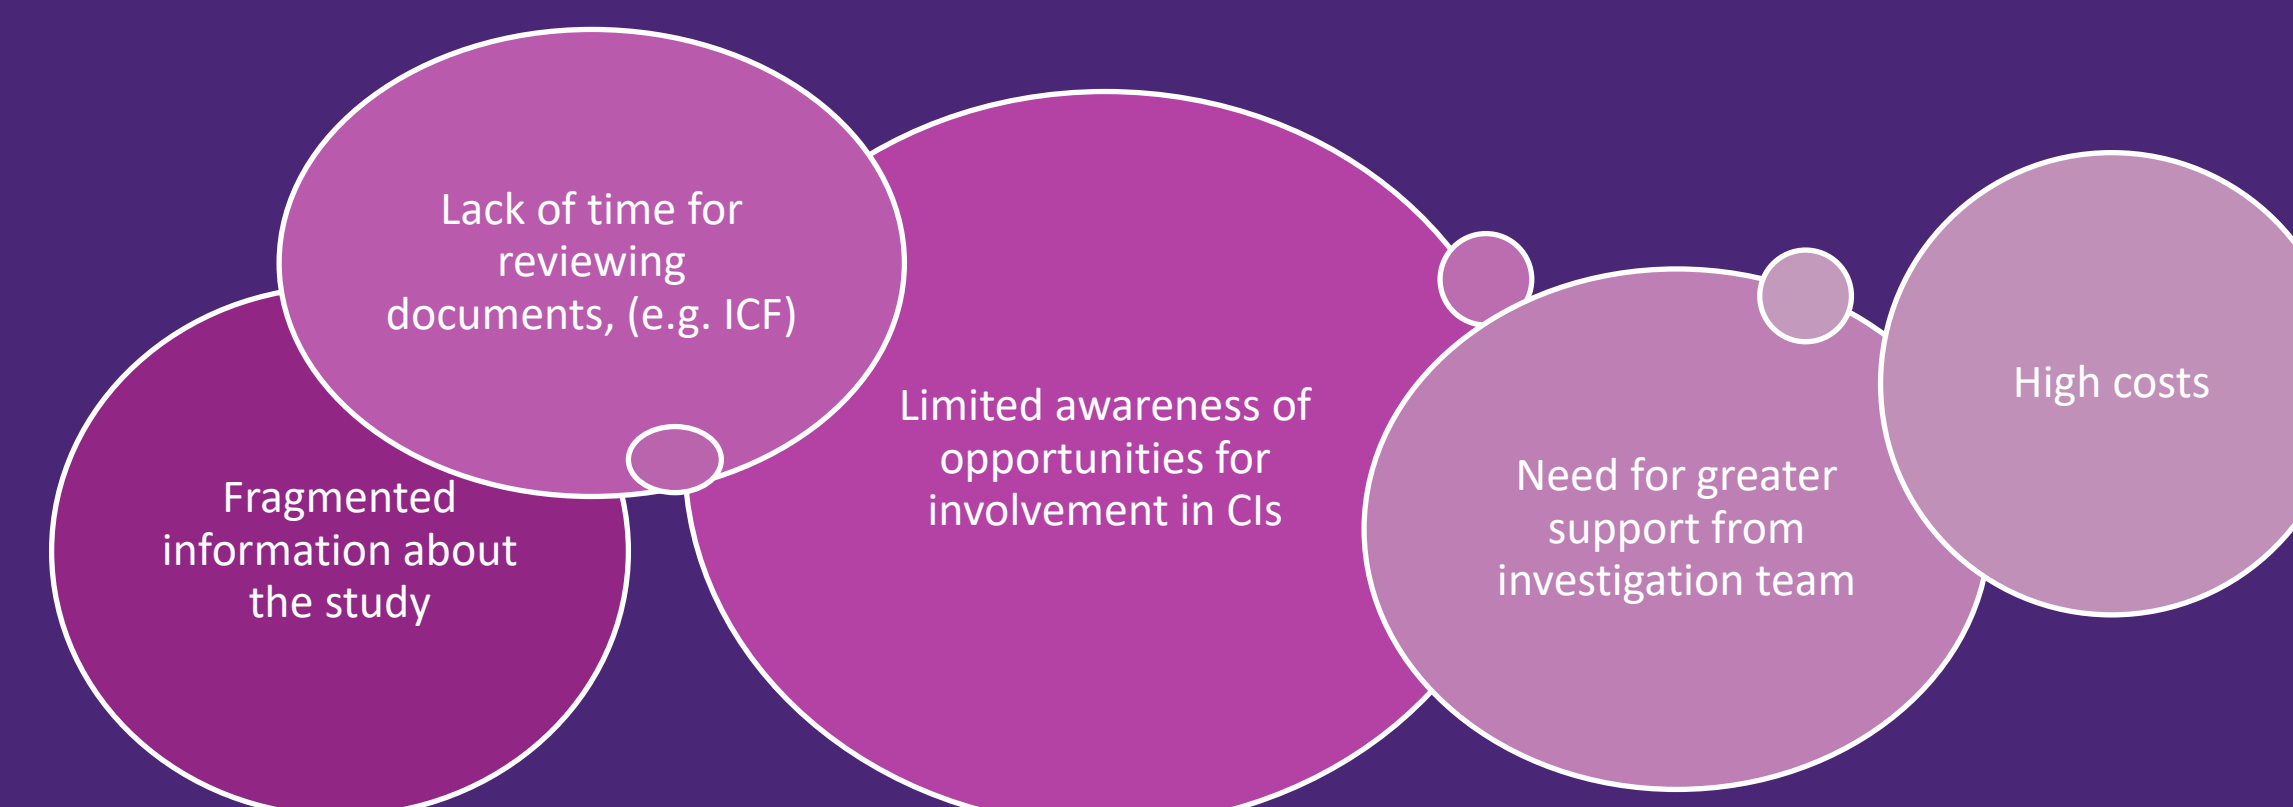 Lack of time for
reviewing
documents, (e.g. ICF)
Fragmented
information about
the study
Limited awareness of
opportunities for
involvement in CIs
Need for greater
support from
investigation team
High costs